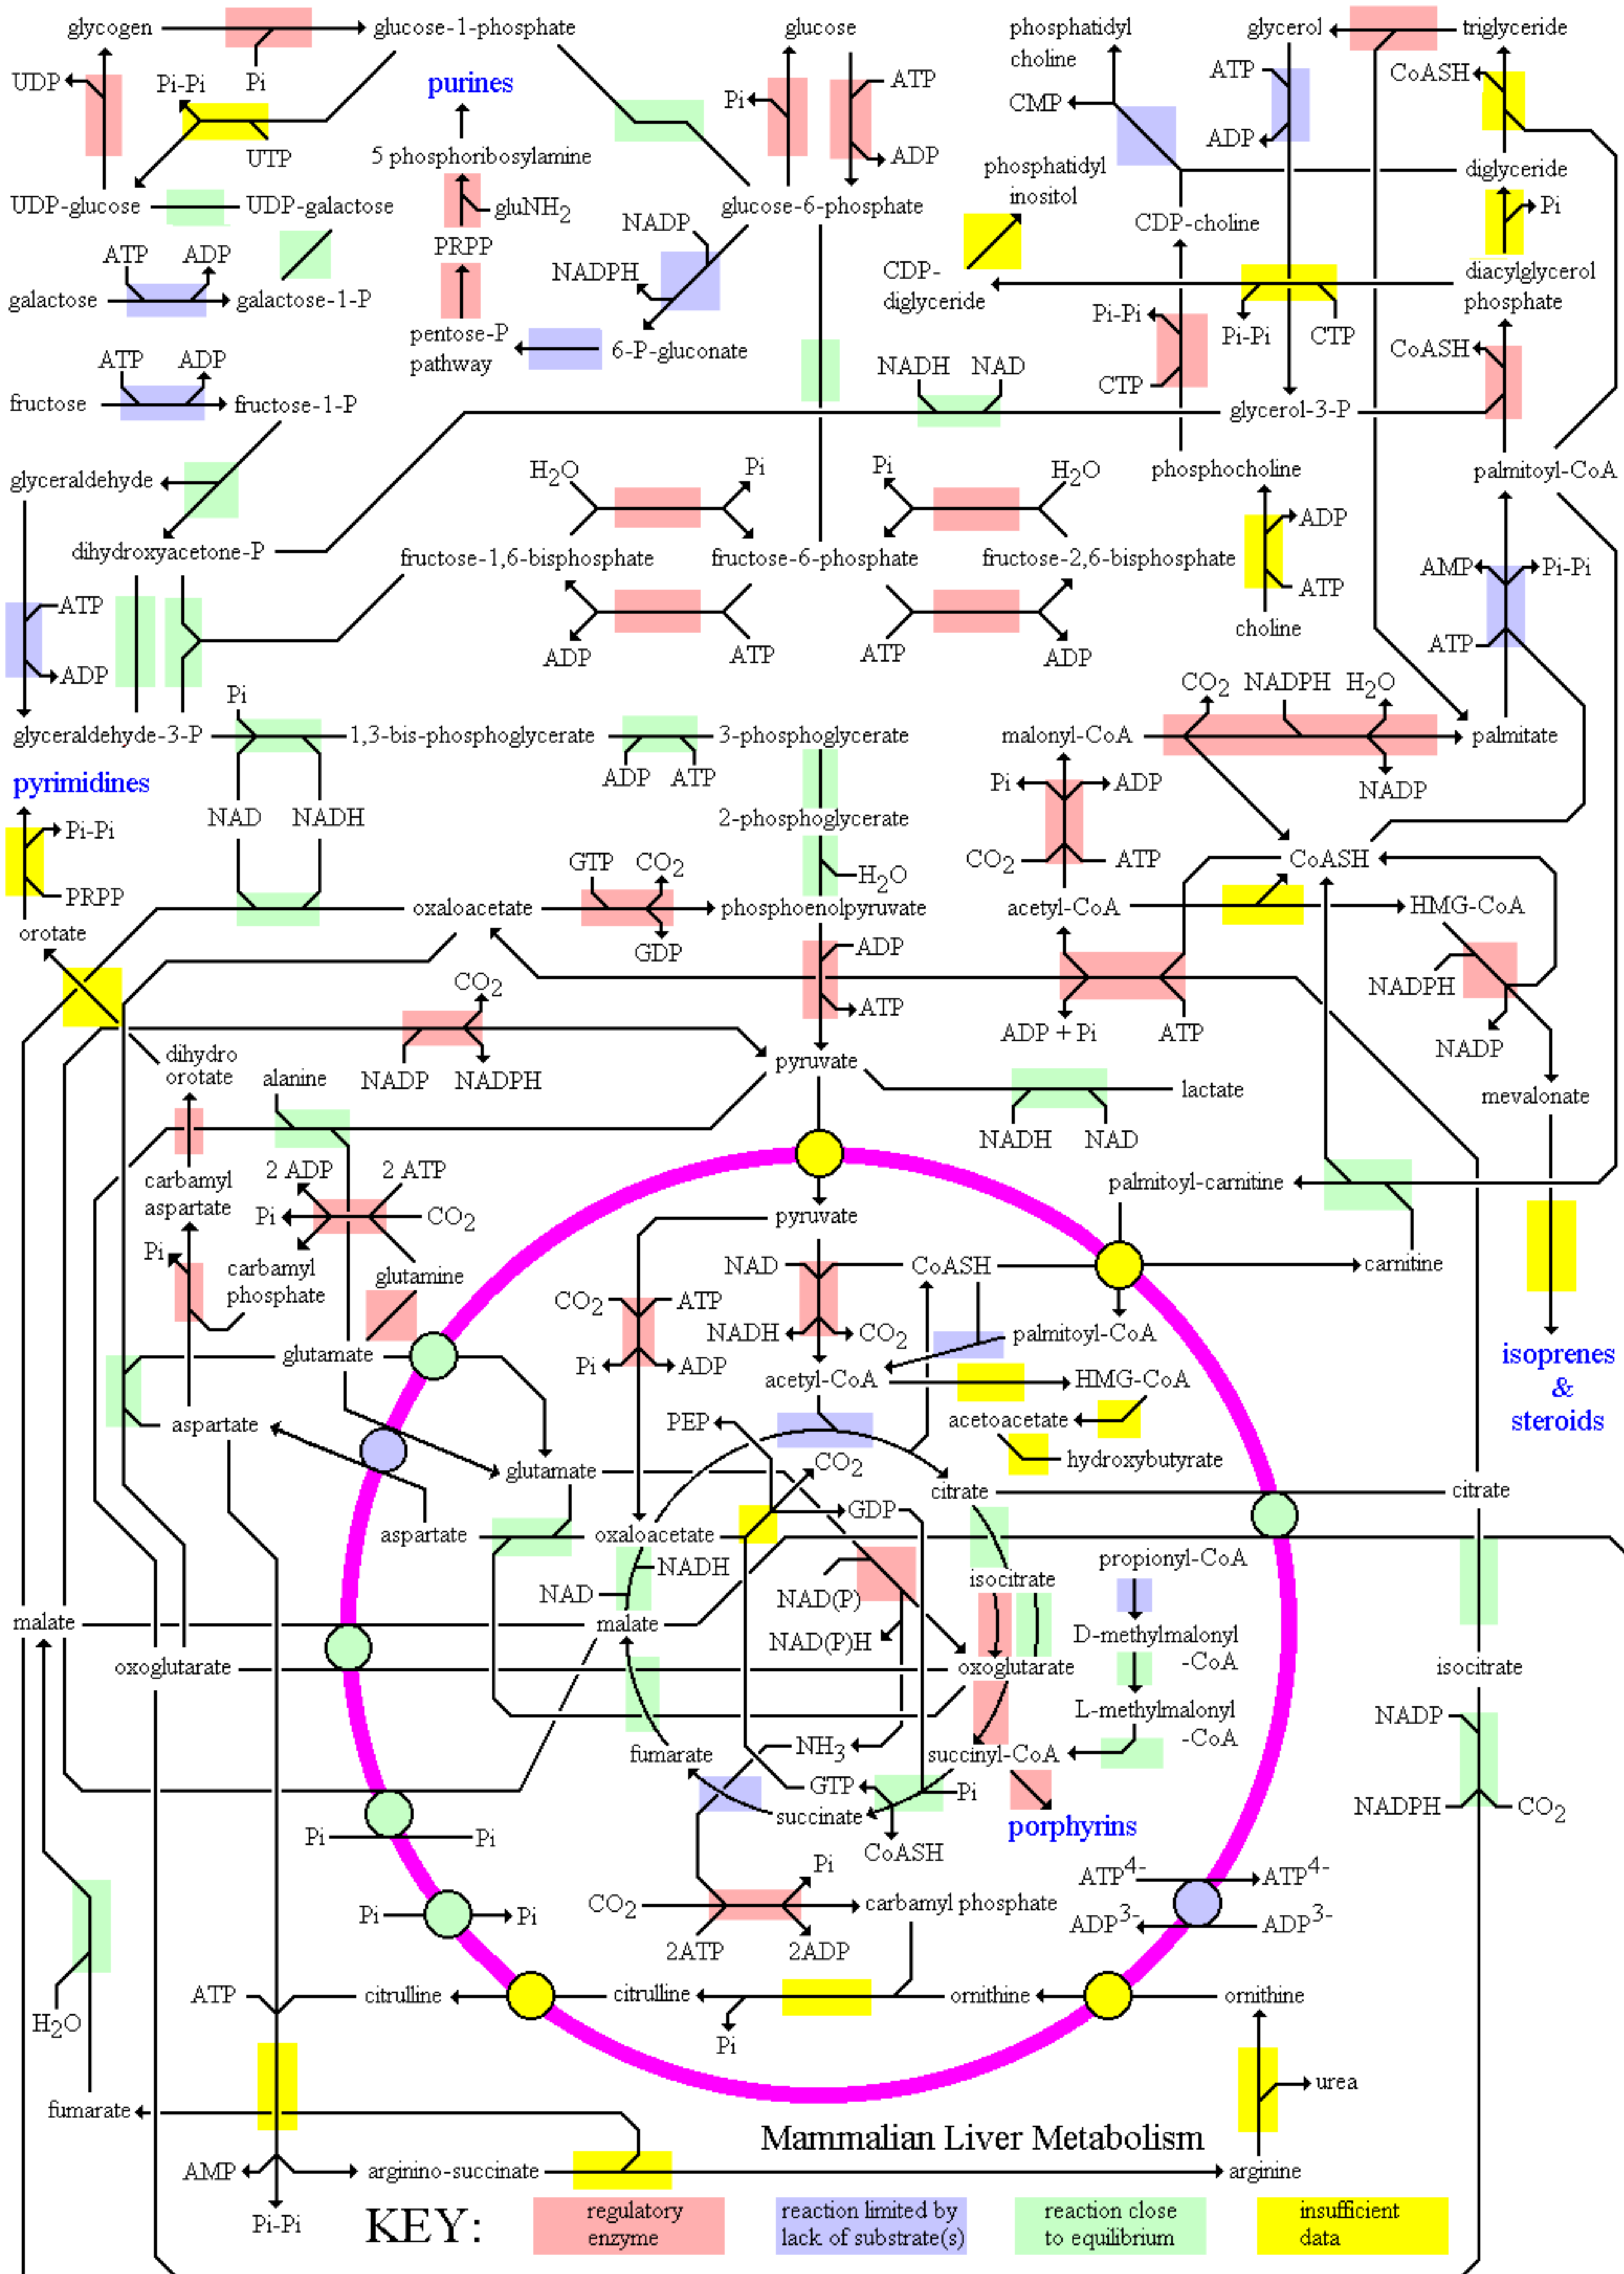 glycogen
glucose-1-phosphate
glucose
phosphatidyl
choline
glycerol
triglyceride
UDP
Pi-Pi
Pi
purines
Pi
ATP
CMP
ATP
CoASH
UTP
5 phosphoribosylamine
ADP
ADP
phosphatidyl
inositol
diglyceride
UDP-glucose
UDP-galactose
gluNH2
glucose-6-phosphate
Pi
PRPP
NADP
CDP-choline
ATP
ADP
NADPH
CDP-
diglyceride
diacylglycerol
phosphate
galactose
galactose-1-P
pentose-P
pathway
6-P-gluconate
Pi-Pi
Pi-Pi
CTP
CoASH
ATP
ADP
NADH
NAD
CTP
fructose
fructose-1-P
glycerol-3-P
glyceraldehyde
H2O
Pi
Pi
H2O
phosphocholine
palmitoyl-CoA
ADP
dihydroxyacetone-P
fructose-1,6-bisphosphate
fructose-6-phosphate
fructose-2,6-bisphosphate
AMP
Pi-Pi
ATP
ATP
choline
ADP
ADP
ATP
ATP
ADP
ATP
Pi
CO2
NADPH
H2O
glyceraldehyde-3-P
1,3-bis-phosphoglycerate
3-phosphoglycerate
malonyl-CoA
palmitate
ADP
ATP
pyrimidines
Pi
ADP
NADP
Pi-Pi
NAD
NADH
2-phosphoglycerate
GTP
CO2
H2O
CO2
ATP
CoASH
PRPP
oxaloacetate
phosphoenolpyruvate
acetyl-CoA
HMG-CoA
orotate
GDP
ADP
CO2
NADPH
ATP
ADP + Pi
ATP
NADP
dihydro
orotate
alanine
NADP
NADPH
pyruvate
lactate
mevalonate
NADH
NAD
2 ADP
2 ATP
carbamyl
aspartate
Pi
CO2
palmitoyl-carnitine
pyruvate
Pi
carbamyl
phosphate
glutamine
NAD
CoASH
carnitine
CO2
ATP
NADH
CO2
palmitoyl-CoA
glutamate
Pi
ADP
acetyl-CoA
HMG-CoA
isoprenes
&
steroids
aspartate
PEP
acetoacetate
hydroxybutyrate
glutamate
CO2
citrate
citrate
GDP
aspartate
oxaloacetate
propionyl-CoA
NADH
isocitrate
NAD
NAD(P)
malate
malate
D-methylmalonyl
-CoA
NAD(P)H
oxoglutarate
oxoglutarate
isocitrate
L-methylmalonyl
-CoA
NADP
fumarate
NH3
succinyl-CoA
GTP
Pi
NADPH
CO2
succinate
porphyrins
Pi
Pi
CoASH
Pi
ATP4-
ATP4-
CO2
carbamyl phosphate
Pi
Pi
ADP3-
ADP3-
2ATP
2ADP
ATP
citrulline
citrulline
ornithine
ornithine
H2O
Pi
urea
fumarate
Mammalian Liver Metabolism
AMP
arginino-succinate
arginine
Pi-Pi
KEY:
regulatory
enzyme
reaction limited by
lack of substrate(s)
reaction close
to equilibrium
insufficient
data